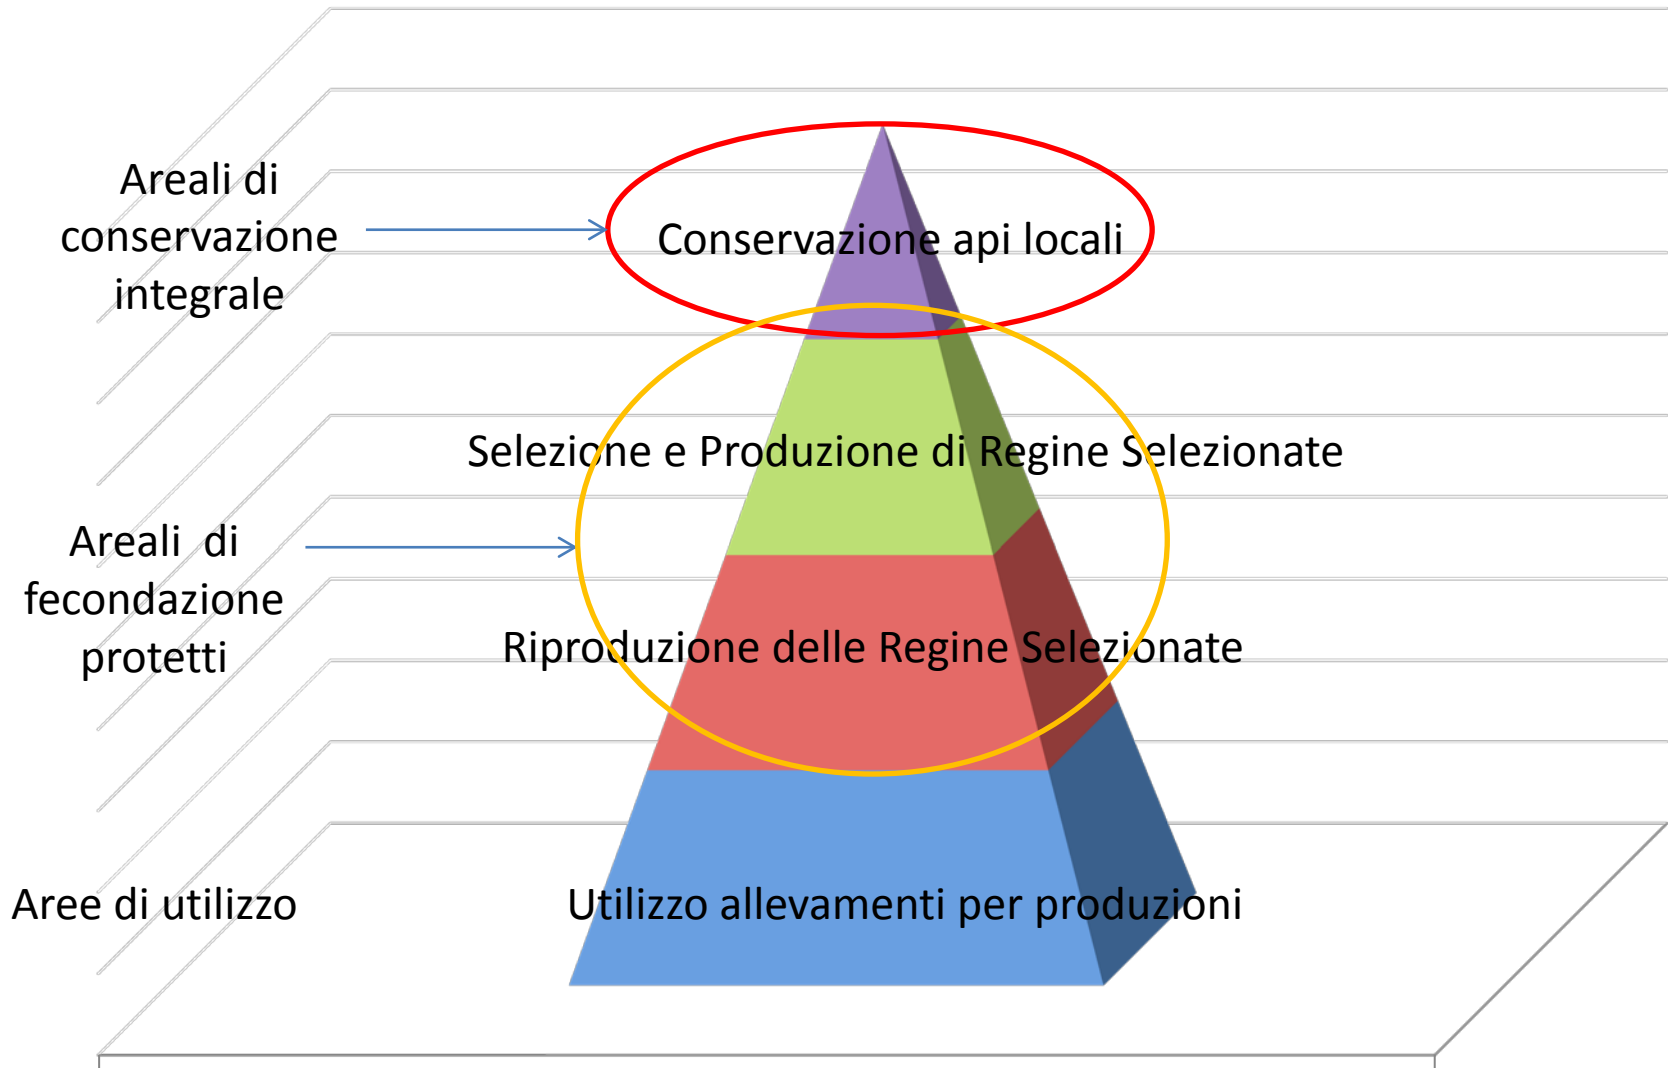 Areali di
conservazione
integrale
Conservazione api locali
Selezione e Produzione di Regine Selezionate
Areali di
fecondazione
protetti
Riproduzione delle Regine Selezionate
Aree di utilizzo
Utilizzo allevamenti per produzioni